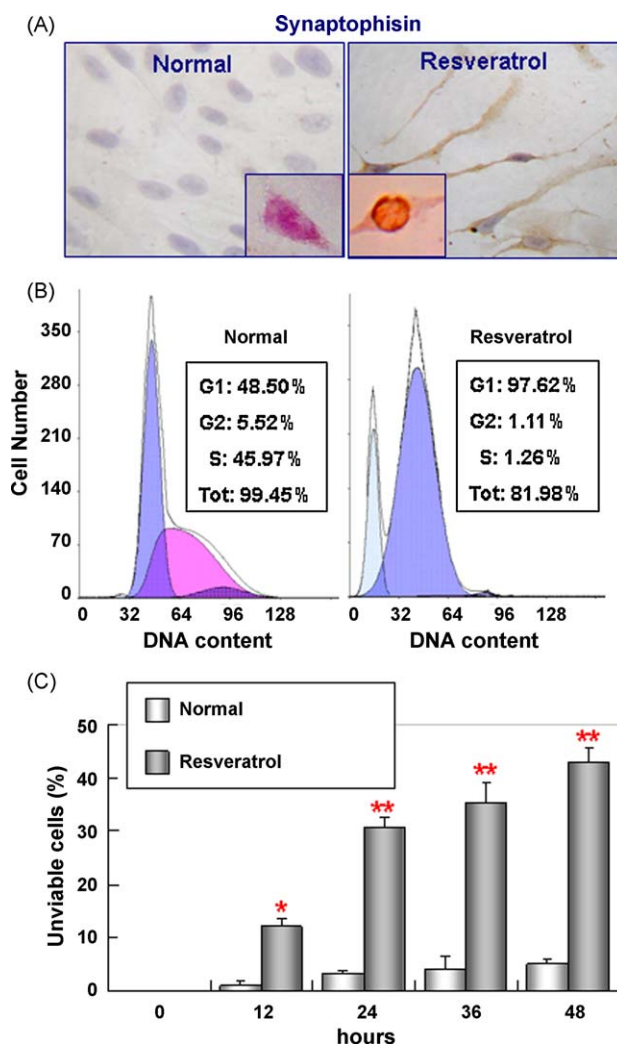 (A)
Synaptophisin
Normal
Resveratrol
(B)
Cell Number
350
280
210
140
70
0
Normal
G1: 48.50%
G2: 5.52%
S: 45.97%
Tot: 99.45%
Resveratrol
G1: 97.62%
G2: 1.11%
S: 1.26%
Tot: 81.98%
0 32 64 96 128
0 32 64 96 128
DNA content
DNA content
(C)
Normal
Resveratrol
Unviable cells (%)
50
40
30
20
10
0
*
**
**
**
0 12 24 36 48
hours